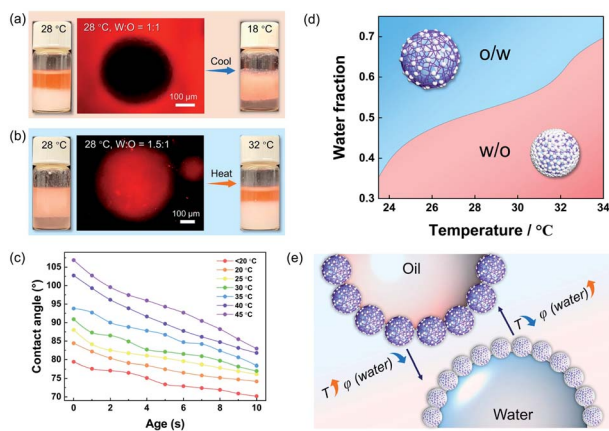 (a)
28 °C
28 °C, W:O = 1:1
100 μm
Cool
18 °C
(b)
28 °C
28 °C, W:O = 1.5:1
100 μm
Heat
32 °C
(c)
Contact angle (°)
105
100
95
90
85
80
75
70
<20 °C
20 °C
25 °C
30 °C
35 °C
40 °C
45 °C
0 2 4 6 8 10
Age (s)
(d)
Water fraction
0.7
0.6
0.5
0.4
0.3
o/w
w/o
24 26 28 30 32 34
Temperature / °C
(e)
Oil
T φ (water)
T φ (water)
Water